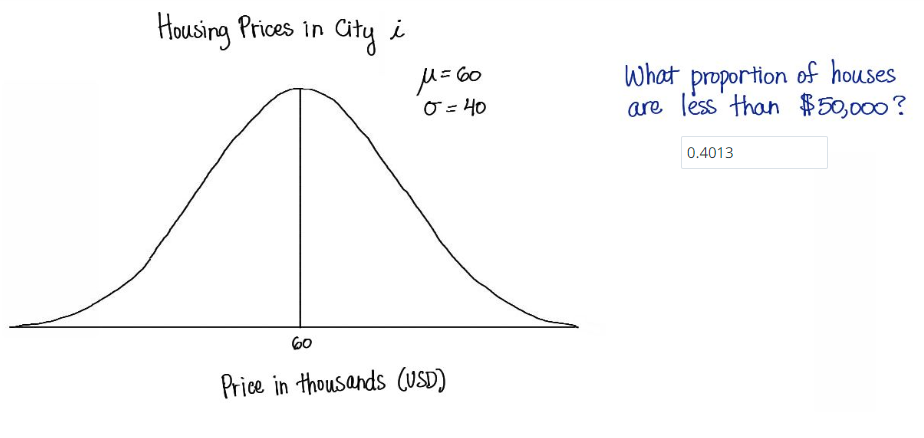 Housing Prices in City i
μ = 60
σ = 40
What proportion of houses
are less than $50,000?
0.4013
60
Price in thousands (USD)